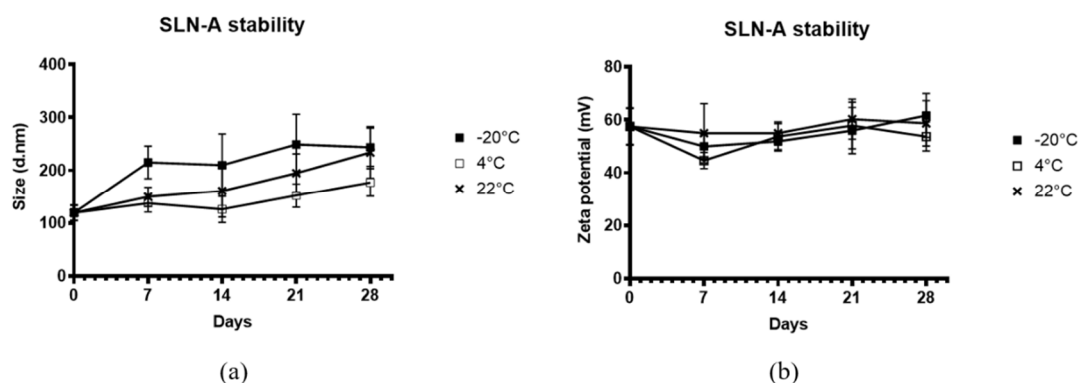 SLN-A stability
400
300
200
100
0
Size (d.nm)
0 7 14 21 28
Days
-20°C
4°C
22°C
(a)
SLN-A stability
80
60
40
20
0
Zeta potential (mV)
0 7 14 21 28
Days
-20°C
4°C
22°C
(b)